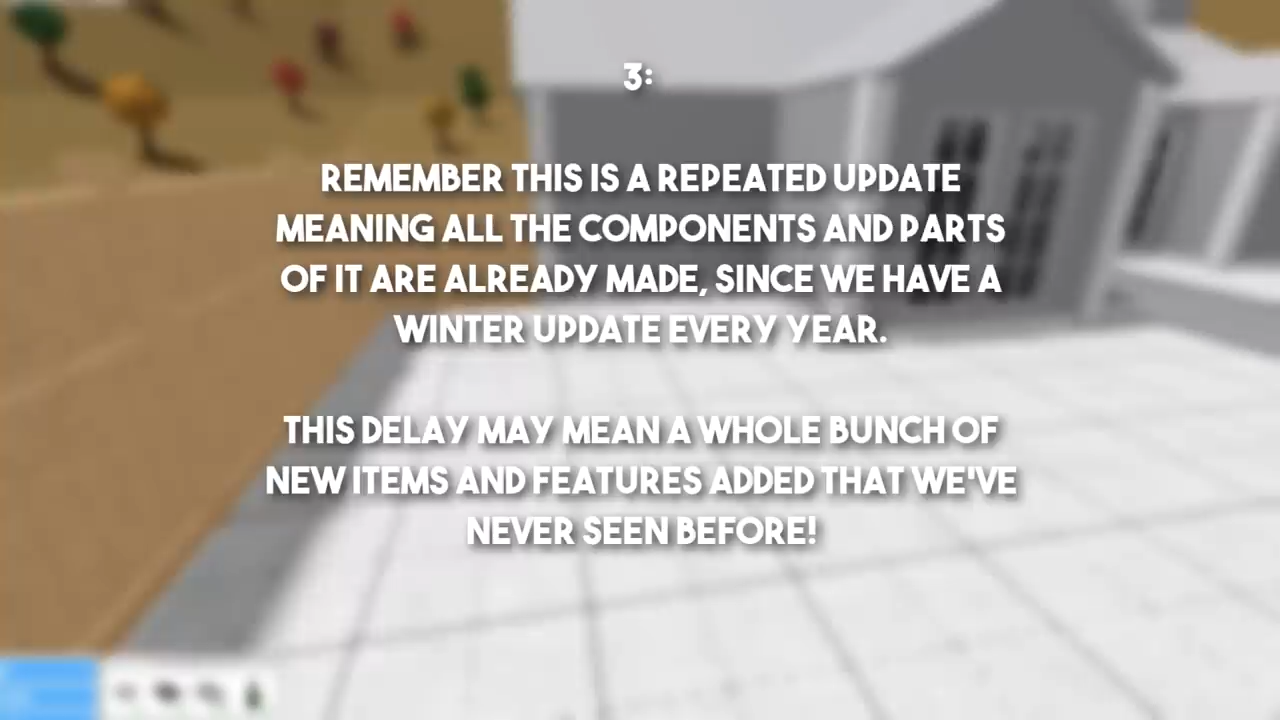 3:
REMEMBER THIS IS A REPEATED UPDATE
MEANING ALL THE COMPONENTS AND PARTS
OF IT ARE ALREADY MADE, SINCE WE HAVE A
WINTER UPDATE EVERY YEAR.
THIS DELAY MAY MEAN A WHOLE BUNCH OF
NEW ITEMS AND FEATURES ADDED THAT WE'VE
NEVER SEEN BEFORE!